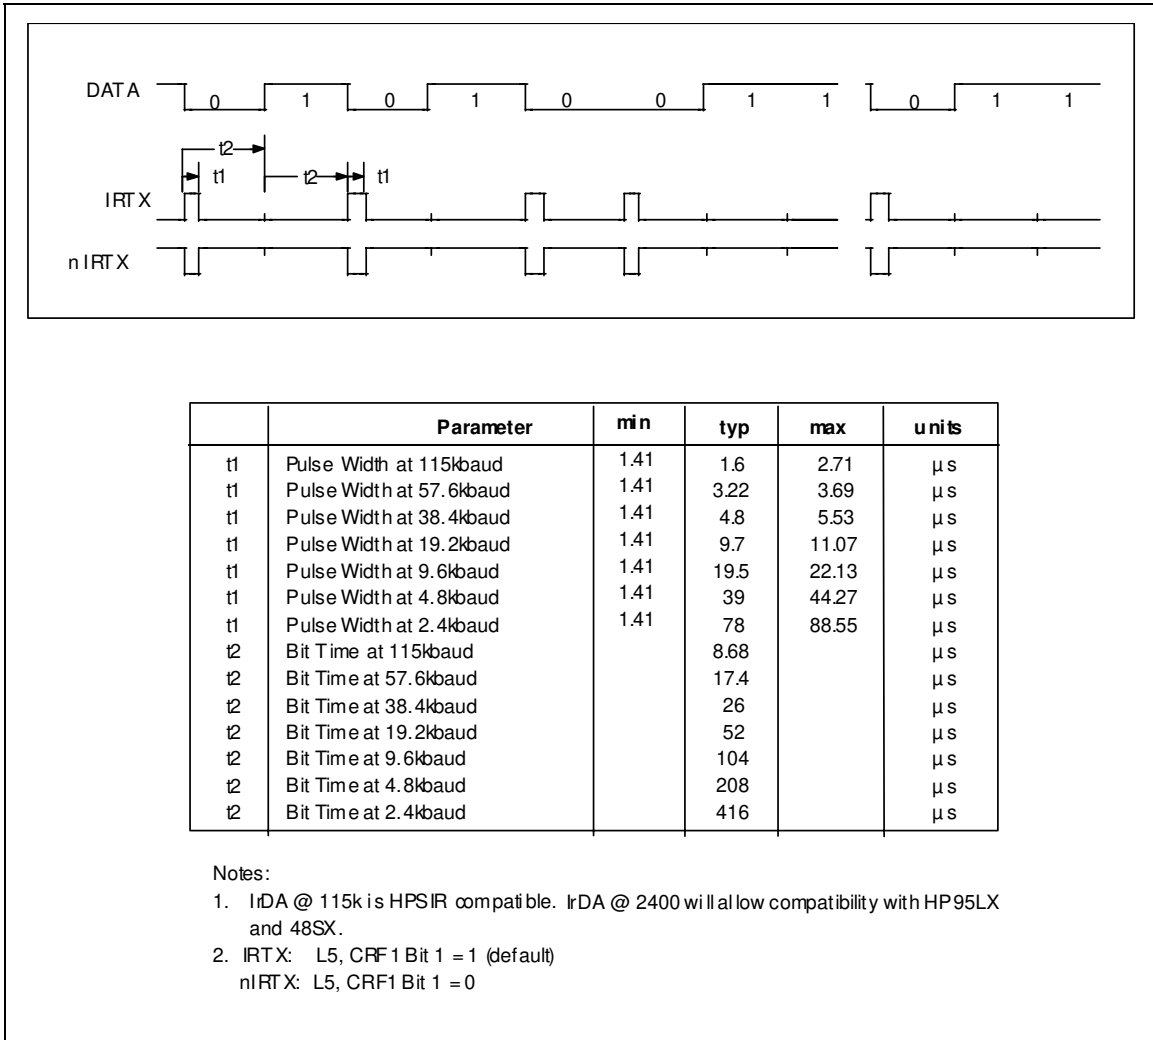 DATA 0 1 0 1 0 0 1 1 0 1 1
t2
t1 t2 t1
IRTX
nIRTX
Parameter min typ max units
t1 Pulse Width at 115kbaud 1.41 1.6 2.71 µs
t1 Pulse Width at 57.6kbaud 1.41 3.22 3.69 µs
t1 Pulse Width at 38.4kbaud 1.41 4.8 5.53 µs
t1 Pulse Width at 19.2kbaud 1.41 9.7 11.07 µs
t1 Pulse Width at 9.6kbaud 1.41 19.5 22.13 µs
t1 Pulse Width at 4.8kbaud 1.41 39 44.27 µs
t1 Pulse Width at 2.4kbaud 1.41 78 88.55 µs
t2 Bit Time at 115kbaud 8.68 µs
t2 Bit Time at 57.6kbaud 17.4 µs
t2 Bit Time at 38.4kbaud 26 µs
t2 Bit Time at 19.2kbaud 52 µs
t2 Bit Time at 9.6kbaud 104 µs
t2 Bit Time at 4.8kbaud 208 µs
t2 Bit Time at 2.4kbaud 416 µs
Notes:
1. IrDA @ 115k is HPSIR compatible. IrDA @ 2400 will allow compatibility with HP95LX
and 48SX.
2. IRTX: L5, CRF1 Bit 1 = 1 (default)
nIRTX: L5, CRF1 Bit 1 = 0